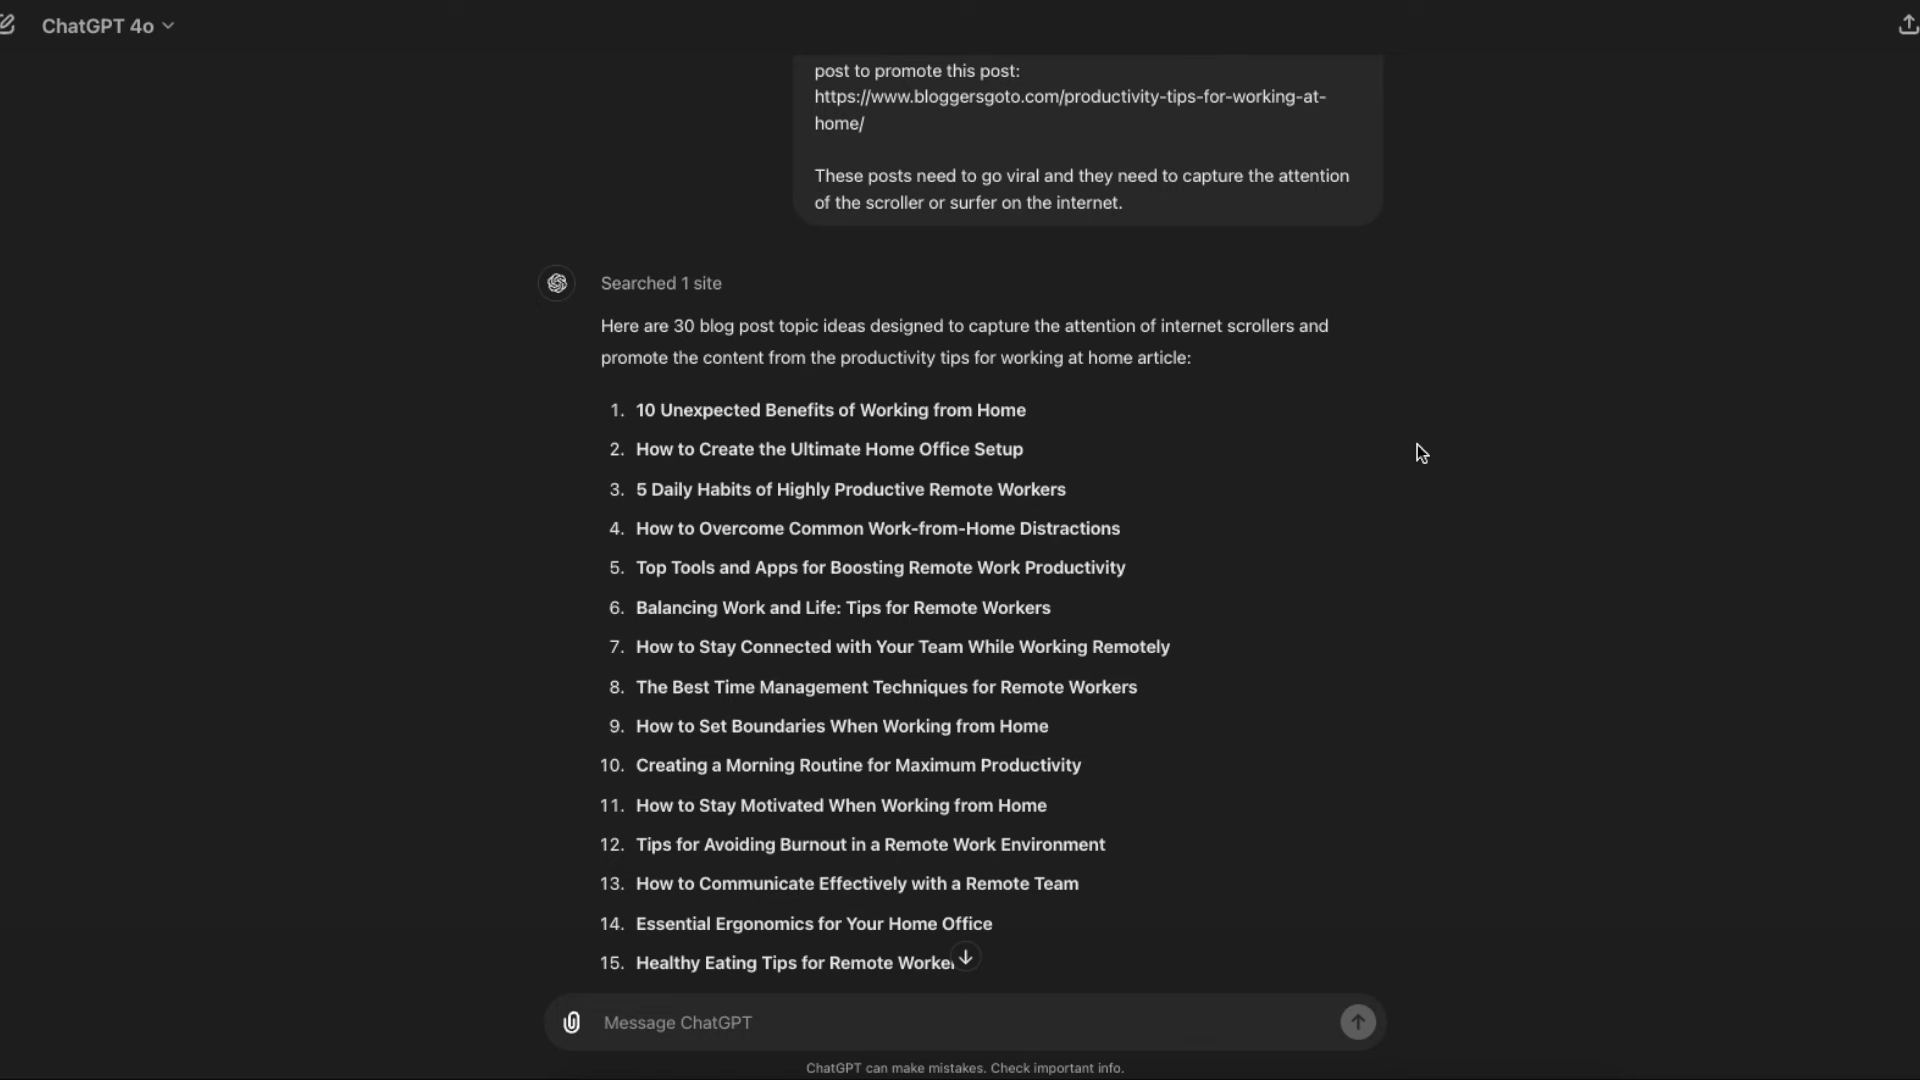 ChatGPT 4o
post to promote this post:
https://www.bloggersgoto.com/productivity-tips-for-working-at-
home/
These posts need to go viral and they need to capture the attention
of the scroller or surfer on the internet.
Searched 1 site
Here are 30 blog post topic ideas designed to capture the attention of internet scrollers and
promote the content from the productivity tips for working at home article:
1. 10 Unexpected Benefits of Working from Home
2. How to Create the Ultimate Home Office Setup
3. 5 Daily Habits of Highly Productive Remote Workers
4. How to Overcome Common Work-from-Home Distractions
5. Top Tools and Apps for Boosting Remote Work Productivity
6. Balancing Work and Life: Tips for Remote Workers
7. How to Stay Connected with Your Team While Working Remotely
8. The Best Time Management Techniques for Remote Workers
9. How to Set Boundaries When Working from Home
10. Creating a Morning Routine for Maximum Productivity
11. How to Stay Motivated When Working from Home
12. Tips for Avoiding Burnout in a Remote Work Environment
13. How to Communicate Effectively with a Remote Team
14. Essential Ergonomics for Your Home Office
15. Healthy Eating Tips for Remote
Message ChatGPT
ChatGPT can make mistakes. Check important info.